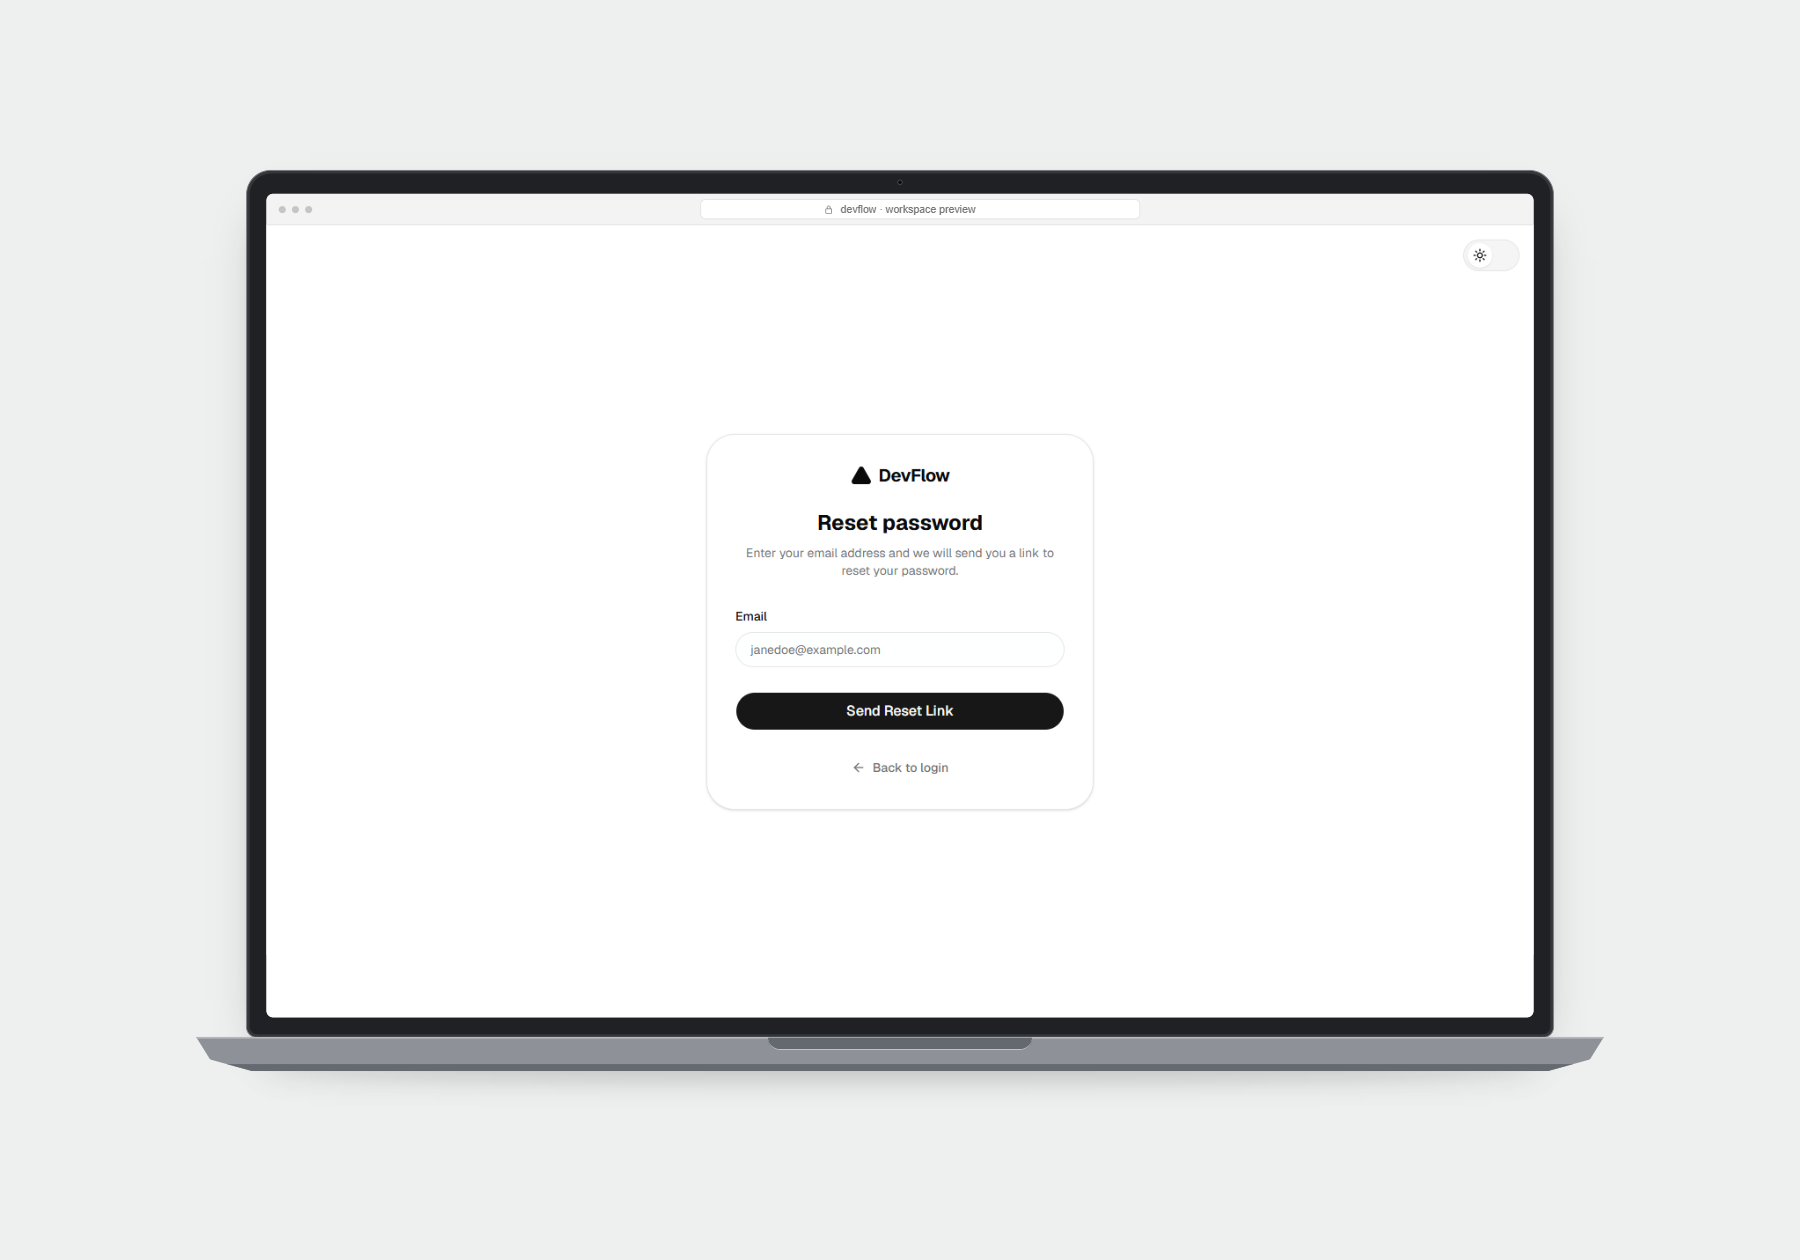 devflow · workspace preview
DevFlow
Reset password
Enter your email address and we will send you a link to
reset your password.
Email
janedoe@example.com
Send Reset Link
Back to login